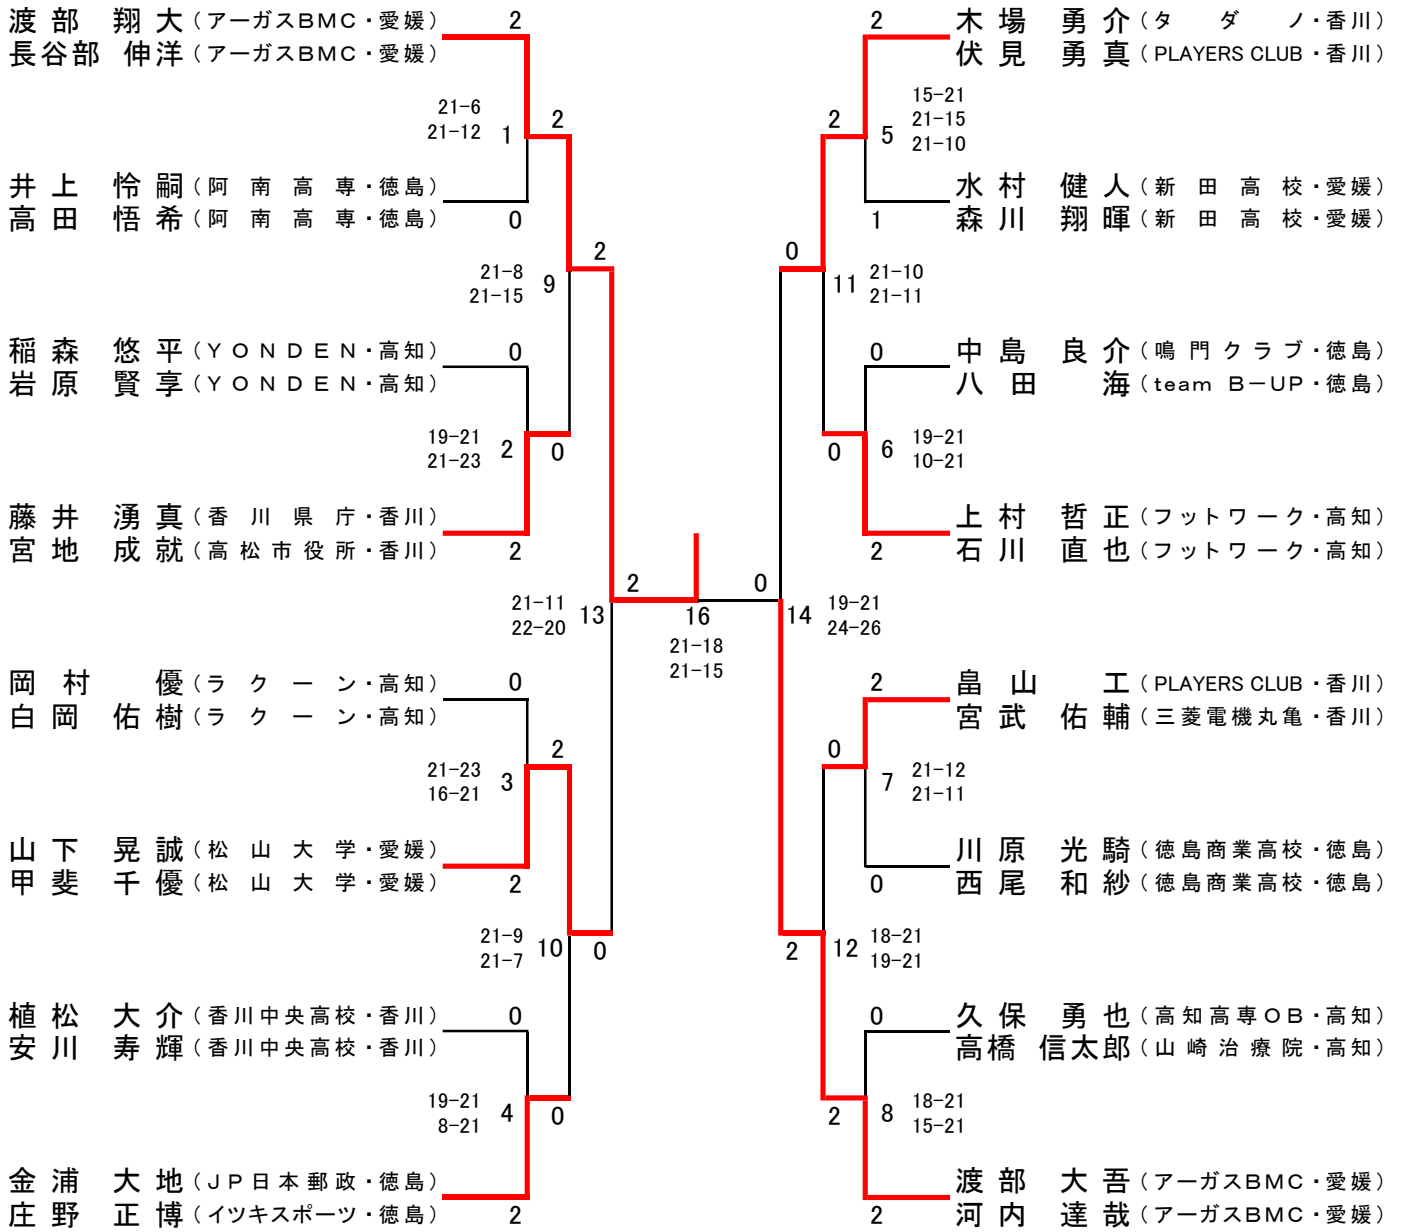 渡部 翔大（アーガスBMC・愛媛）
長谷部 伸洋（アーガスBMC・愛媛）
2
21-6
21-12
1
2
井上 怜嗣（阿南高専・徳島）
高田 悟希（阿南高専・徳島）
0
21-8
21-15
9
2
稲森 悠平（YONDEN・高知）
岩原 賢享（YONDEN・高知）
0
19-21
21-23
2
0
藤井 湧真（香川県庁・香川）
宮地 成就（高松市役所・香川）
2
21-11
22-20
13
2
岡村 優（ラクーン・高知）
白岡 佑樹（ラクーン・高知）
0
21-23
16-21
3
2
山下 晃誠（松山大学・愛媛）
甲斐 千優（松山大学・愛媛）
2
21-9
21-7
10
0
植松 大介（香川中央高校・香川）
安川 寿輝（香川中央高校・香川）
0
19-21
8-21
4
0
金浦 大地（JP日本郵政・徳島）
庄野 正博（イツキスポーツ・徳島）
2
16
21-18
21-15
2
木場 勇介（タダノ・香川）
伏見 勇真（PLAYERS CLUB・香川）
2
5
15-21
21-15
21-10
水村 健人（新田高校・愛媛）
森川 翔暉（新田高校・愛媛）
1
0
11
21-10
21-11
0
中島 良介（鳴門クラブ・徳島）
八田 海（team B-UP・徳島）
0
6
19-21
10-21
上村 哲正（フットワーク・高知）
石川 直也（フットワーク・高知）
2
0
14
19-21
24-26
2
畠山 工（PLAYERS CLUB・香川）
宮武 佑輔（三菱電機丸亀・香川）
0
7
21-12
21-11
川原 光騎（徳島商業高校・徳島）
西尾 和紗（徳島商業高校・徳島）
0
2
12
18-21
19-21
0
久保 勇也（高知高専OB・高知）
高橋 信太郎（山崎治療院・高知）
2
8
18-21
15-21
渡部 大吾（アーガスBMC・愛媛）
河内 達哉（アーガスBMC・愛媛）
2